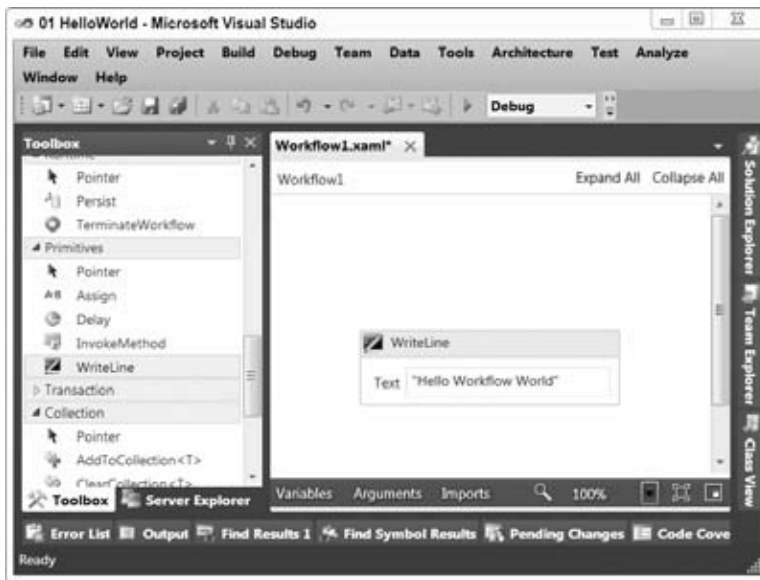 01 HelloWorld - Microsoft Visual Studio
File Edit View Project Build Debug Team Data Tools Architecture Test Analyze
Window Help
Debug
Toolbox
Workflow1.xaml*
Workflow1 Expand All Collapse All
Pointer
Persist
TerminateWorkflow
Primitives
Pointer
Assign
Delay
InvokeMethod
WriteLine
Transaction
Collection
Pointer
AddToCollection<T>
ClearCollection<T>
WriteLine
Text "Hello Workflow World"
Solution Explorer
Team Explorer
Class View
Toolbox Server Explorer
Variables Arguments Imports 100%
Error List Output Find Results 1 Find Symbol Results Pending Changes Code Cove
Ready